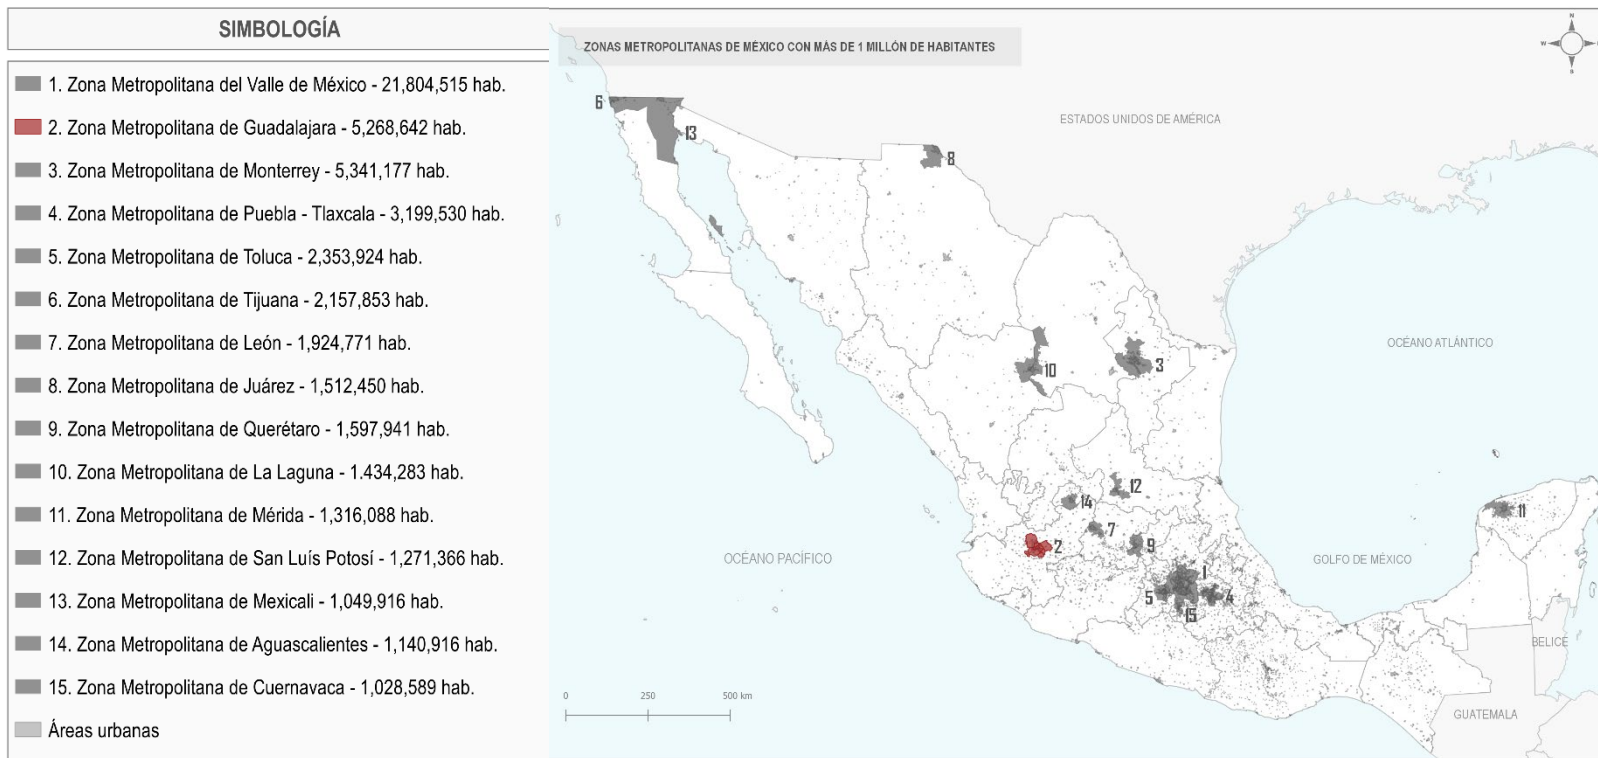 SIMBOLOGÍA
1. Zona Metropolitana del Valle de México - 21,804,515 hab.
2. Zona Metropolitana de Guadalajara - 5,268,642 hab.
3. Zona Metropolitana de Monterrey - 5,341,177 hab.
4. Zona Metropolitana de Puebla - Tlaxcala - 3,199,530 hab.
5. Zona Metropolitana de Toluca - 2,353,924 hab.
6. Zona Metropolitana de Tijuana - 2,157,853 hab.
7. Zona Metropolitana de León - 1,924,771 hab.
8. Zona Metropolitana de Juárez - 1,512,450 hab.
9. Zona Metropolitana de Querétaro - 1,597,941 hab.
10. Zona Metropolitana de La Laguna - 1.434,283 hab.
11. Zona Metropolitana de Mérida - 1,316,088 hab.
12. Zona Metropolitana de San Luís Potosí - 1,271,366 hab.
13. Zona Metropolitana de Mexicali - 1,049,916 hab.
14. Zona Metropolitana de Aguascalientes - 1,140,916 hab.
15. Zona Metropolitana de Cuernavaca - 1,028,589 hab.
Áreas urbanas
ZONAS METROPOLITANAS DE MÉXICO CON MÁS DE 1 MILLÓN DE HABITANTES
N
W
E
S
6
13
8
ESTADOS UNIDOS DE AMÉRICA
OCÉANO ATLÁNTICO
10
3
12
14
7
2
9
11
OCÉANO PACÍFICO
GOLFO DE MÉXICO
1
5
4
15
BELICE
GUATEMALA
0 250 500 km